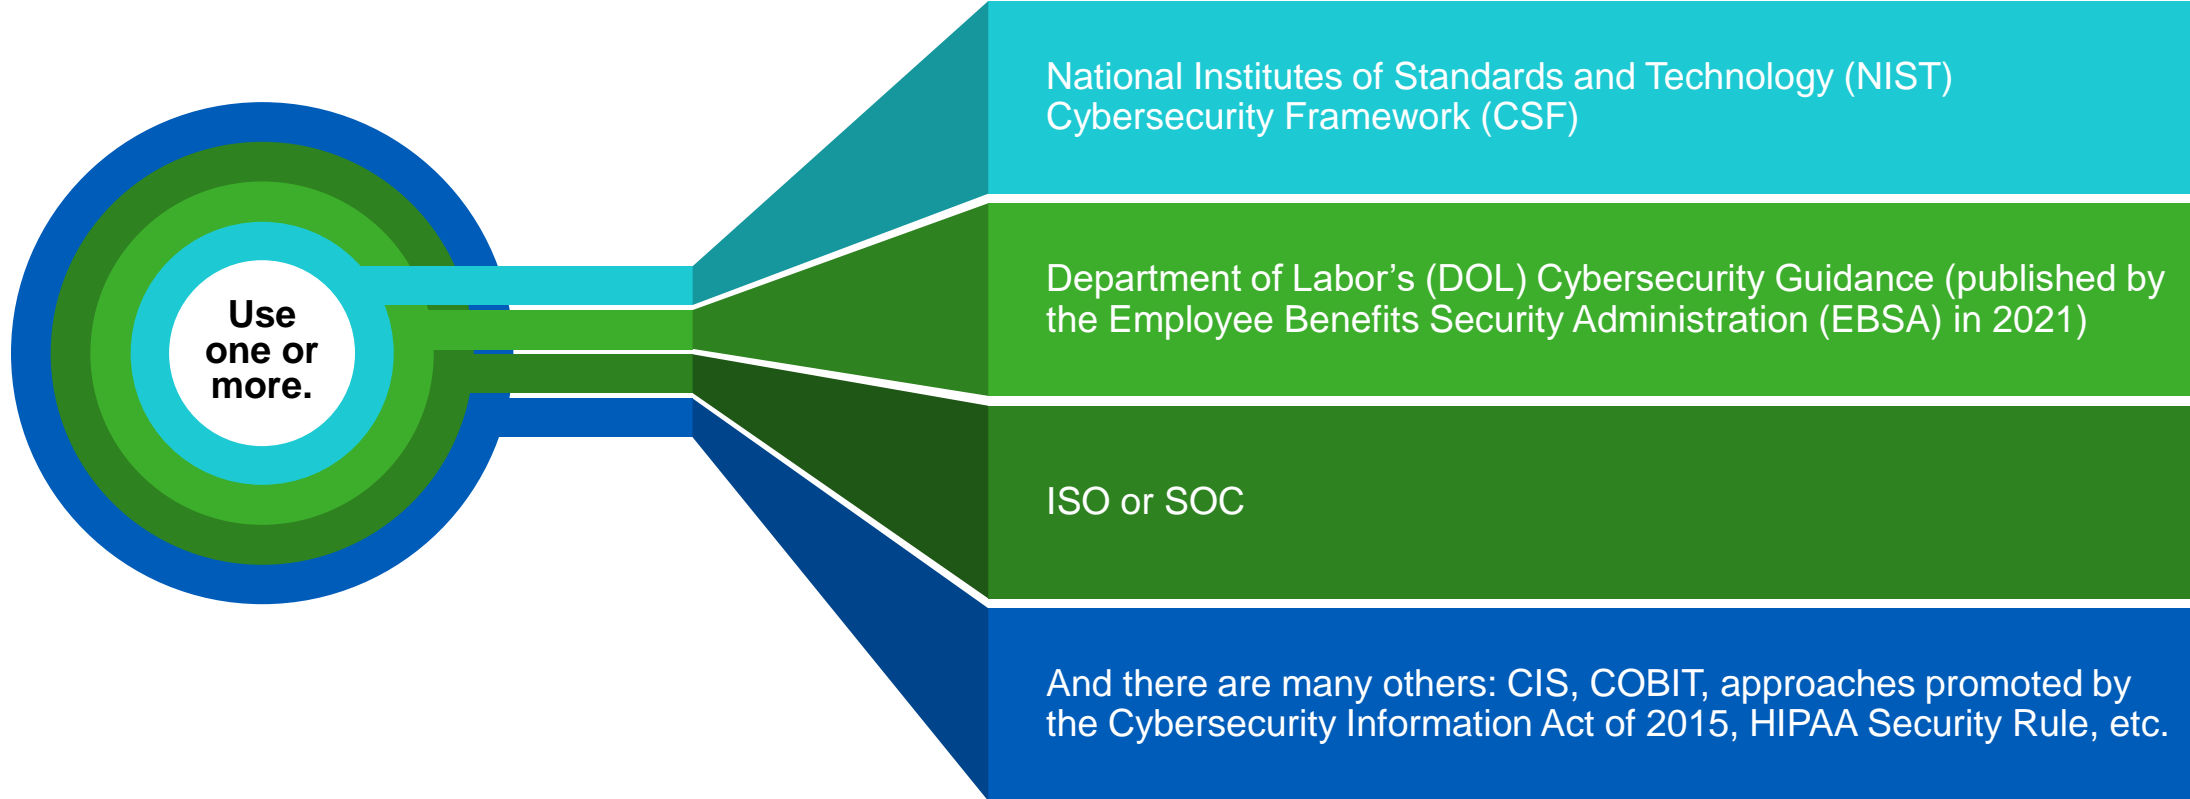 Use
one or
more.
National Institutes of Standards and Technology (NIST)
Cybersecurity Framework (CSF)
Department of Labor’s (DOL) Cybersecurity Guidance (published by
the Employee Benefits Security Administration (EBSA) in 2021)
ISO or SOC
And there are many others: CIS, COBIT, approaches promoted by
the Cybersecurity Information Act of 2015, HIPAA Security Rule, etc.